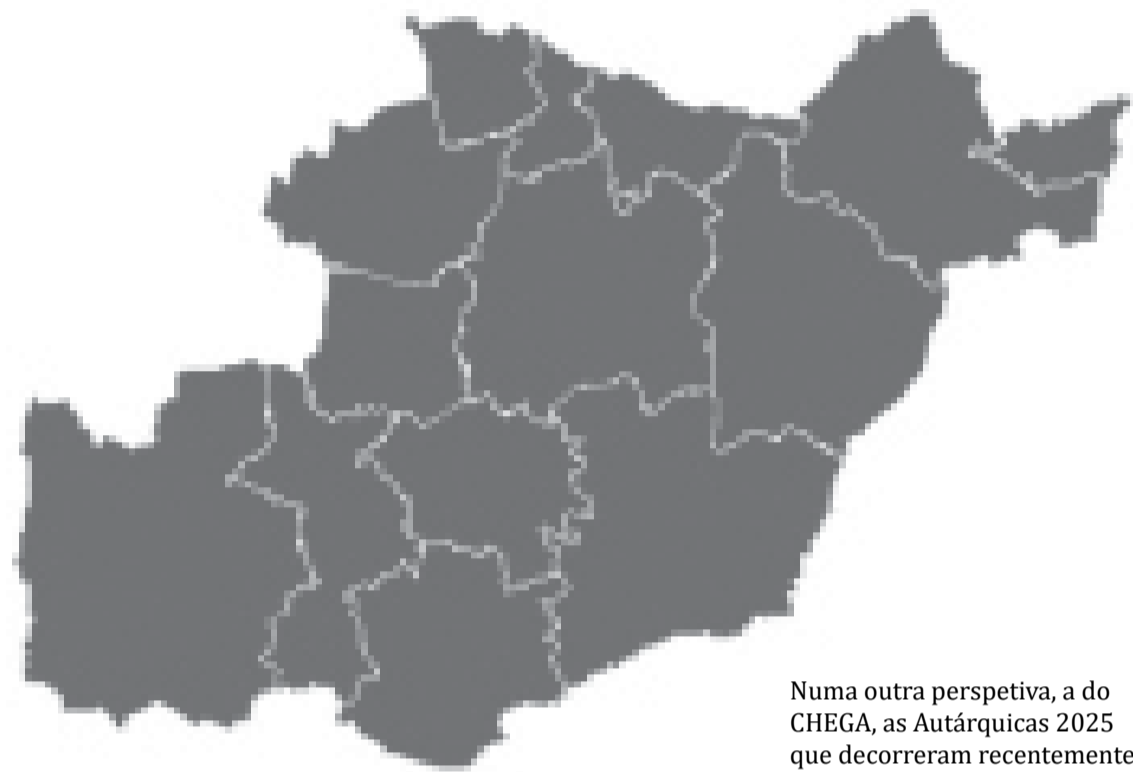 Numa outra perspetiva, a do
CHEGA, as Autárquicas 2025
que decorreram recentemente